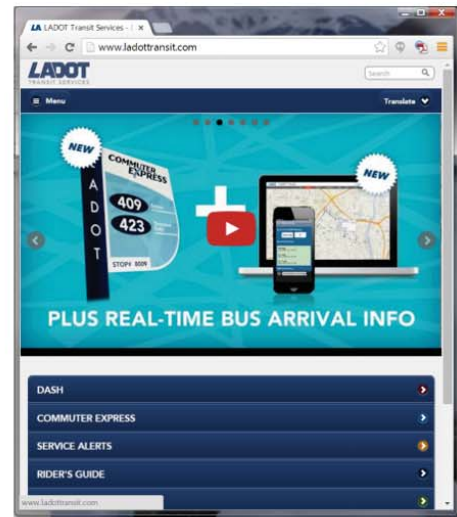 LADOT Transit Services -
www.ladottransit.com
LADOT
TRANSIT SERVICES
Search
Menu
Translate
NEW
NEW
COMMUTER
EXPRESS
LADOT
409
423
STOP# 8009
PLUS REAL-TIME BUS ARRIVAL INFO
DASH
COMMUTER EXPRESS
SERVICE ALERTS
RIDER'S GUIDE
www.ladottransit.com